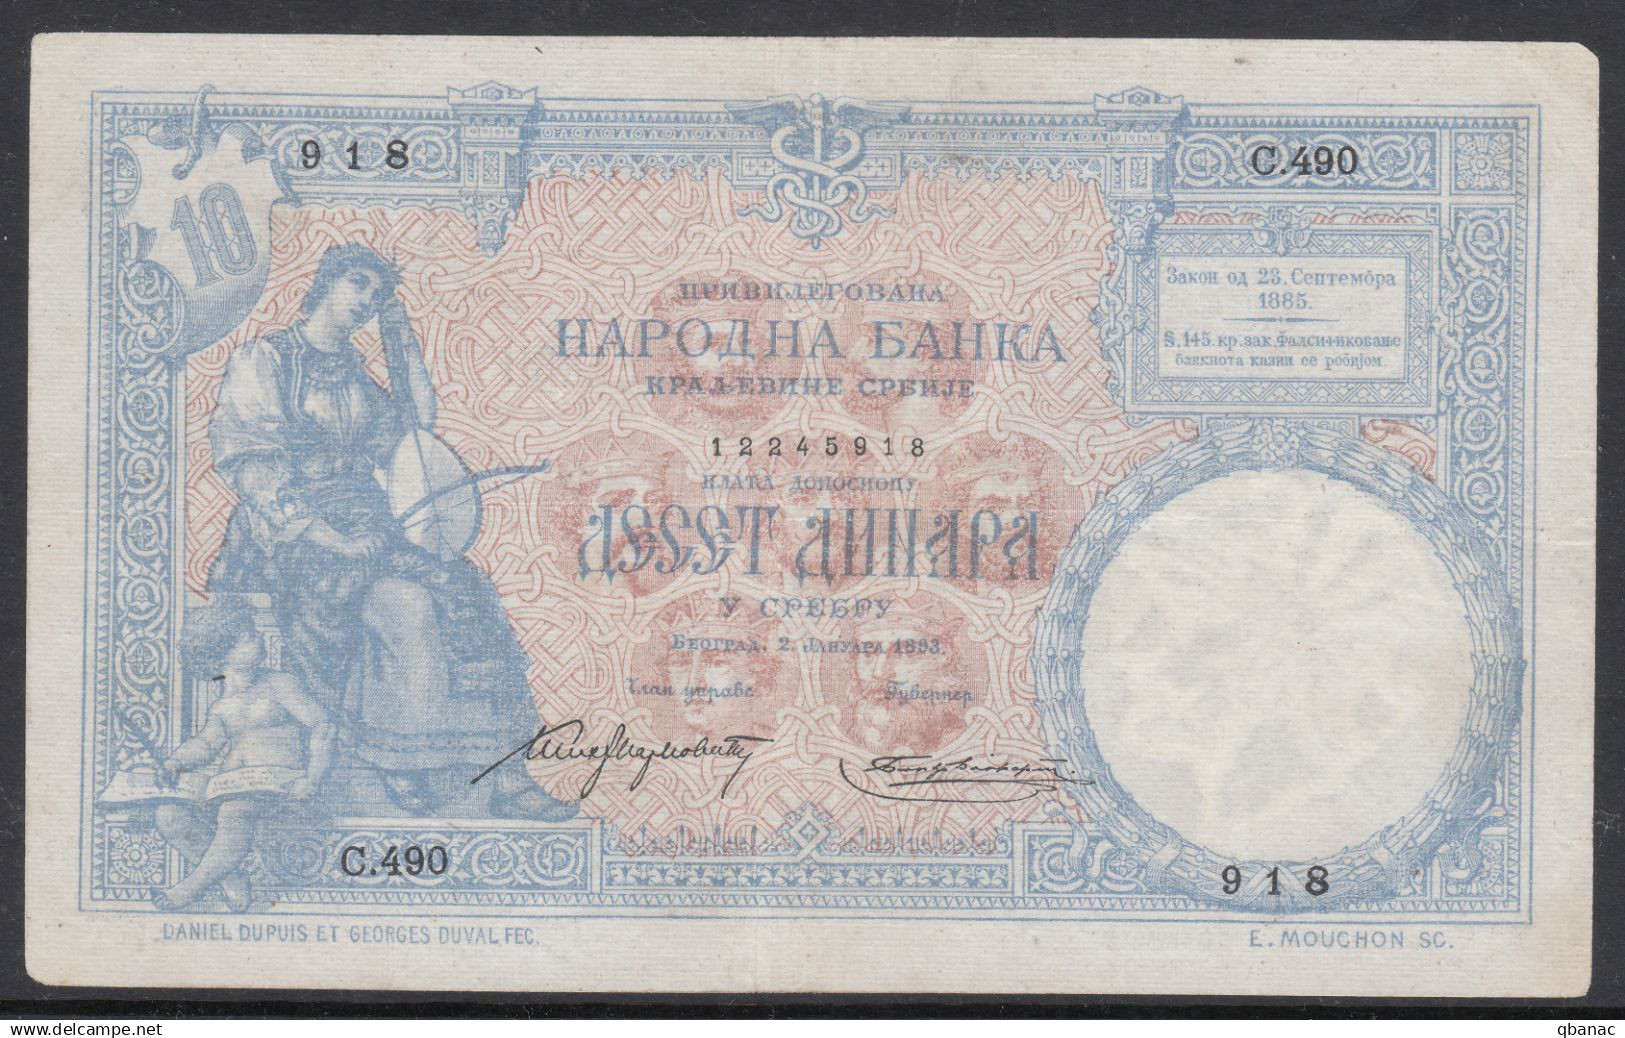 10
918
C.490
Закон од 23. Септембра
1885.
§.145. кр. зак. Фалсификовање
банкнота казни се робијом.
ПРИВИЛЕГОВАНА
НАРОДНА БАНКА
КРАЉЕВИНЕ СРБИЈЕ
12245918
ПЛАЋА ДОНОСИОЦУ
ДЕСЕТ ДИНАРА
У СРЕБРУ
БЕОГРАД, 2. ЈАНУАРА 1893.
Члан управе
Гувернер
C.490
918
DANIEL DUPUIS ET GEORGES DUVAL FEC.
E. MOUCHON SC.
delcampe.net
qbanac